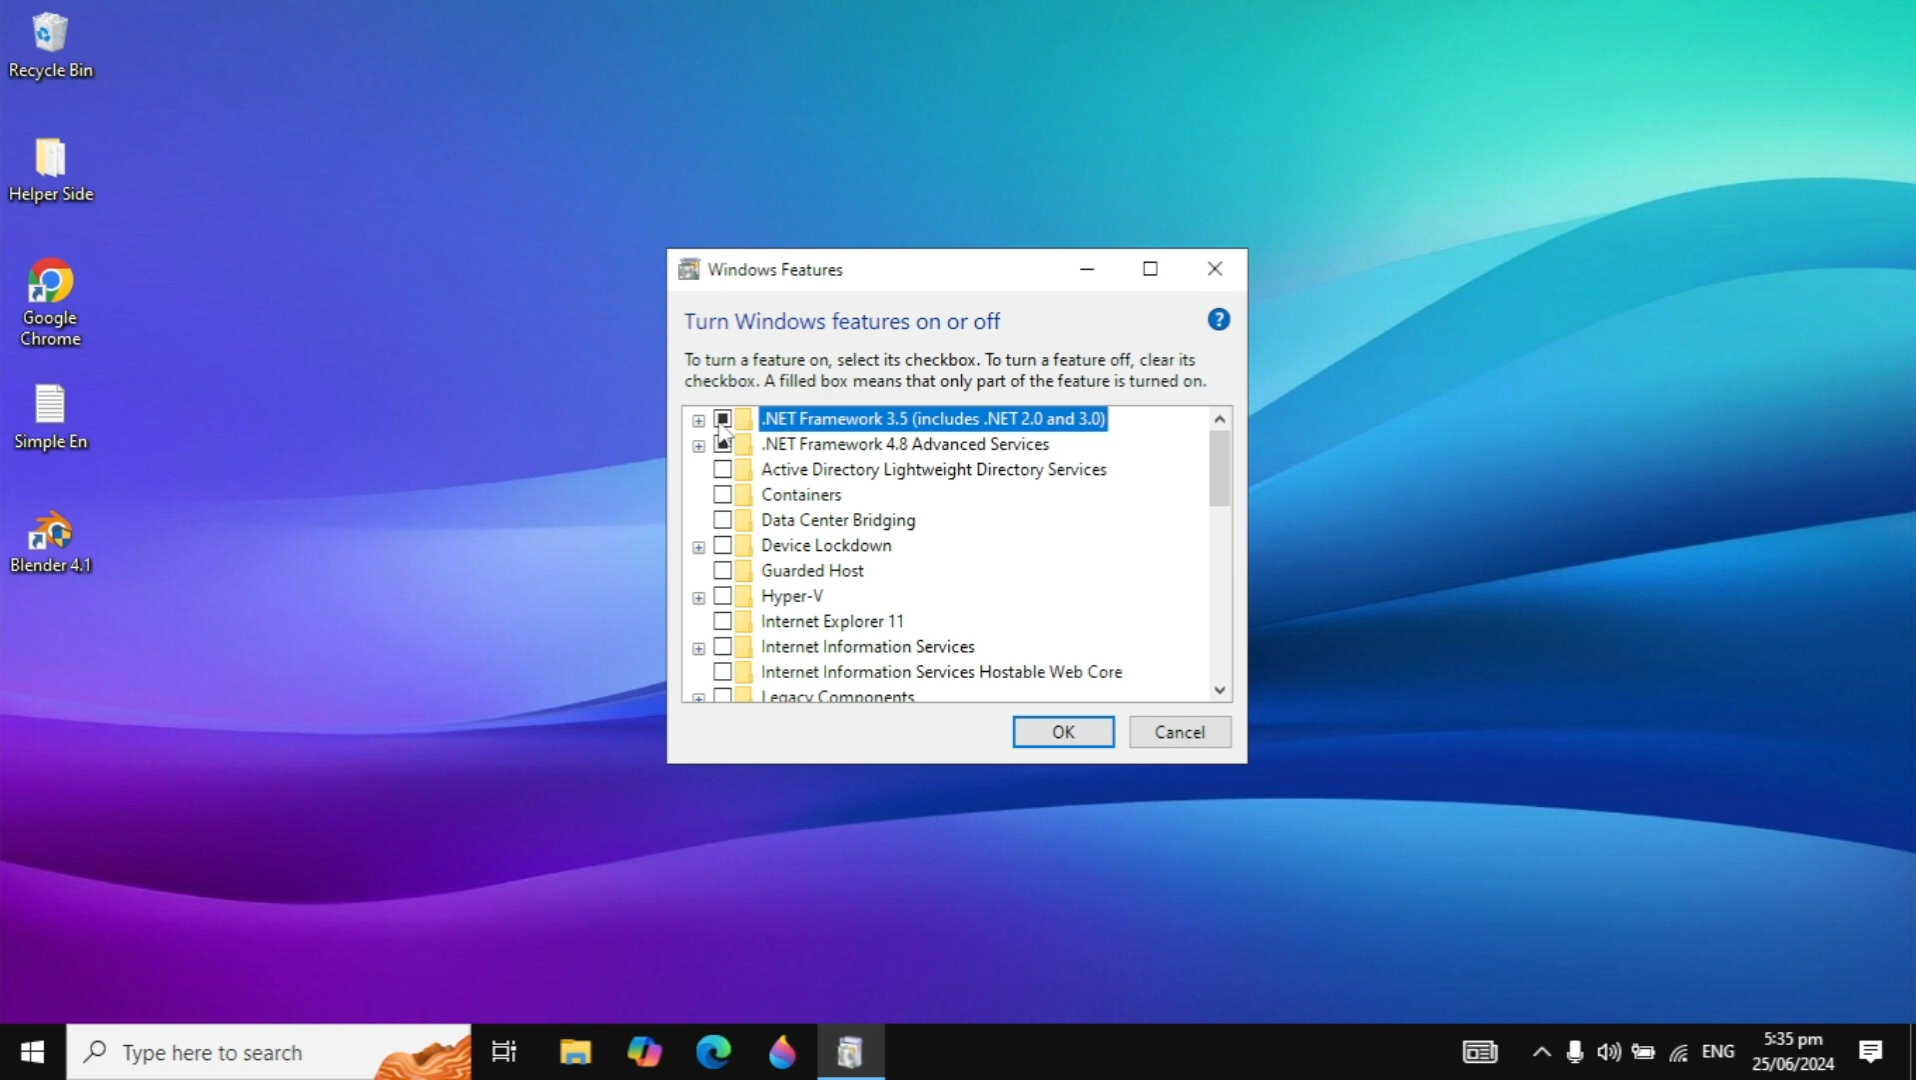 Recycle Bin
Helper Side
Google
Chrome
Simple En
Blender 4.1
Windows Features
Turn Windows features on or off
?
To turn a feature on, select its checkbox. To turn a feature off, clear its
checkbox. A filled box means that only part of the feature is turned on.
.NET Framework 3.5 (includes .NET 2.0 and 3.0)
.NET Framework 4.8 Advanced Services
Active Directory Lightweight Directory Services
Containers
Data Center Bridging
Device Lockdown
Guarded Host
Hyper-V
Internet Explorer 11
Internet Information Services
Internet Information Services Hostable Web Core
Legacy Components
OK
Cancel
Type here to search
ENG
5:35 pm
25/06/2024